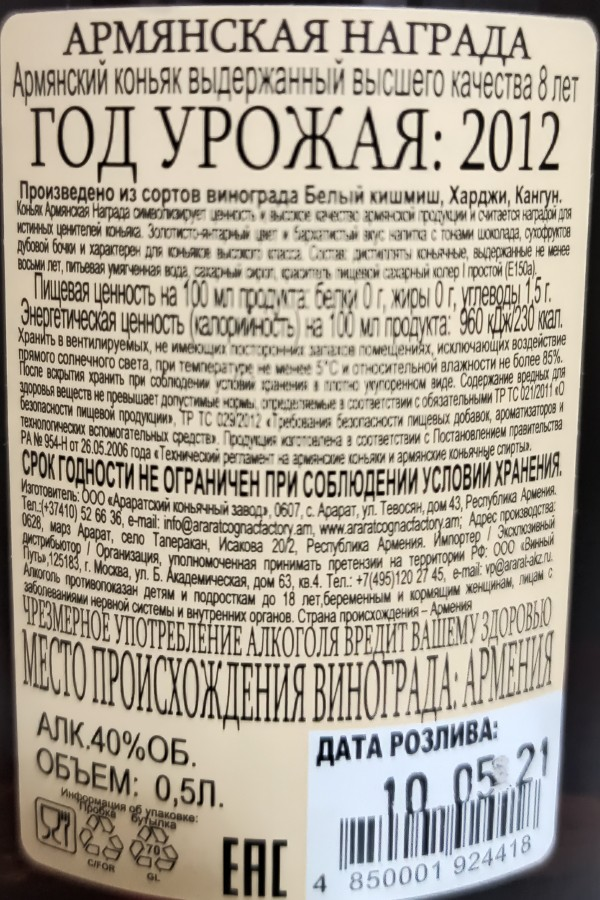 АРМЯНСКАЯ НАГРАДА
Армянский коньяк выдержанный высшего качества 8 лет
ГОД УРОЖАЯ: 2012
Произведено из сортов винограда Белый кишмиш, Харджи, Кангун.
Коньяк Армянская Награда символизирует ценность и высокое качество армянской продукции и считается наградой для
истинных ценителей коньяка. Золотисто-янтарный цвет и бархатистый вкус напитка с тонами шоколада, сухофруктов
дубовой бочки и характерен для коньяков высокого класса. Состав: дистилляты коньячные, выдержанные не менее
восьми лет, питьевая умягченная вода, сахарный сироп, краситель пищевой сахарный колер I простой (Е150а).
Пищевая ценность на 100 мл продукта: белки 0 г, жиры 0 г, углеводы 1,5 г.
Энергетическая ценность (калорийность) на 100 мл продукта: 960 кДж/230 ккал.
Хранить в вентилируемых, не имеющих посторонних запахов помещениях, исключающих воздействие
прямого солнечного света, при температуре не менее 5°С и относительной влажности не более 85%.
После вскрытия хранить при соблюдении условий хранения в плотно укупоренном виде. Содержание вредных для
здоровья веществ не превышает допустимые нормы, определяемые в соответствии с обязательными ТР ТС 021/2011 «О
безопасности пищевой продукции», ТР ТС 029/2012 «Требования безопасности пищевых добавок, ароматизаторов и
технологических вспомогательных средств». Продукция изготовлена в соответствии с Постановлением правительства
РА № 954-Н от 26.05.2006 года «Технический регламент на армянские коньяки и армянские коньячные спирты».
СРОК ГОДНОСТИ НЕ ОГРАНИЧЕН ПРИ СОБЛЮДЕНИИ УСЛОВИЙ ХРАНЕНИЯ.
Изготовитель: ООО «Араратский коньячный завод», 0607, с. Арарат, ул. Тевосян, дом 43, Республика Армения.
Тел.:(+37410) 52 66 36, e-mail: info@araratcognacfactory.am, www.araratcognacfactory.am; Адрес производства:
0628, марз Арарат, село Таперакан, Исакова 20/2, Республика Армения. Импортер / Эксклюзивный
дистрибьютор / Организация, уполномоченная принимать претензии на территории РФ: ООО «Винный
Путь»,125183, г. Москва, ул. Б. Академическая, дом 63, кв.4. Тел.: +7(495)120 27 45, e-mail: vp@ararat-akz.ru.
Алкоголь противопоказан детям и подросткам до 18 лет,беременным и кормящим женщинам, лицам с
заболеваниями нервной системы и внутренних органов. Страна происхождения – Армения
ЧРЕЗМЕРНОЕ УПОТРЕБЛЕНИЕ АЛКОГОЛЯ ВРЕДИТ ВАШЕМУ ЗДОРОВЬЮ
МЕСТО ПРОИСХОЖДЕНИЯ ВИНОГРАДА: АРМЕНИЯ
АЛК.40%ОБ.
ОБЪЕМ: 0,5Л.
Информация об упаковке:
Пробка бутылка
C/FOR
70
GL
EAC
ДАТА РОЗЛИВА:
10 05 21
4 850001 924418